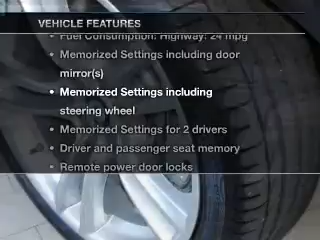 VEHICLE FEATURES
• Fuel Consumption: Highway: 24 mpg
• Memorized Settings including door
mirror(s)
• Memorized Settings including
steering wheel
• Memorized Settings for 2 drivers
• Driver and passenger seat memory
• Remote power door locks